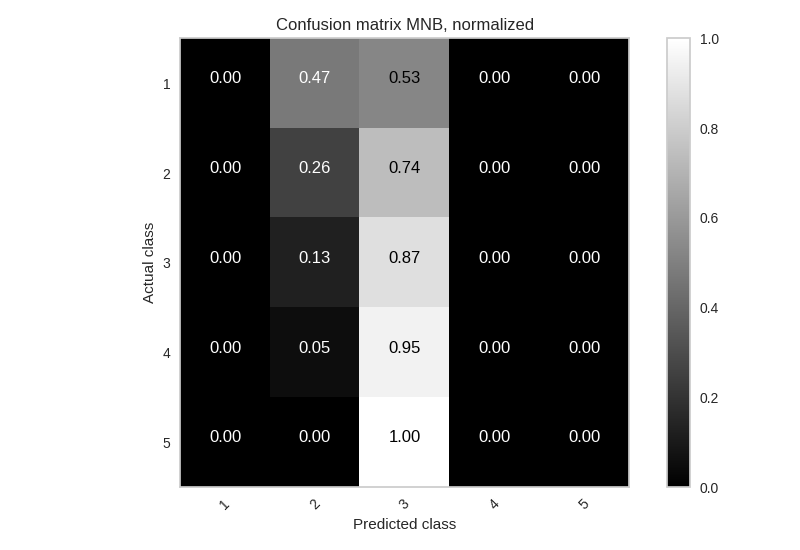 Confusion matrix MNB, normalized
1 0.00 0.47 0.53 0.00 0.00
2 0.00 0.26 0.74 0.00 0.00
3 0.00 0.13 0.87 0.00 0.00
4 0.00 0.05 0.95 0.00 0.00
5 0.00 0.00 1.00 0.00 0.00
Actual class
1 2 3 4 5
Predicted class
1.0
0.8
0.6
0.4
0.2
0.0